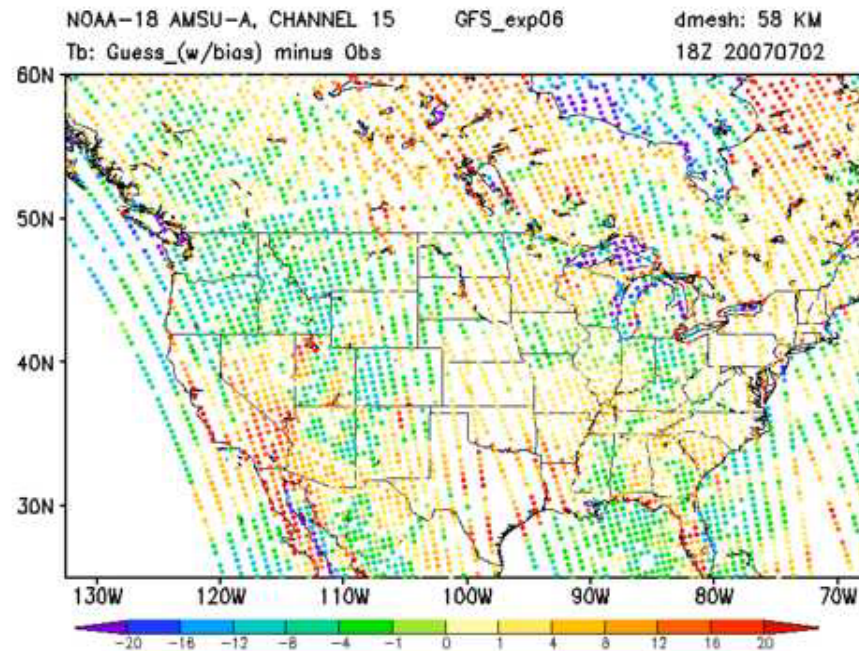 NOAA-18 AMSU-A, CHANNEL 15 GFS_exp06 dmesh: 58 KM
Tb: Guess_(w/bias) minus Obs 18Z 20070702
60N
50N
40N
30N
130W 120W 110W 100W 90W 80W 70W
-20 -16 -12 -8 -4 -1 0 1 4 8 12 16 20